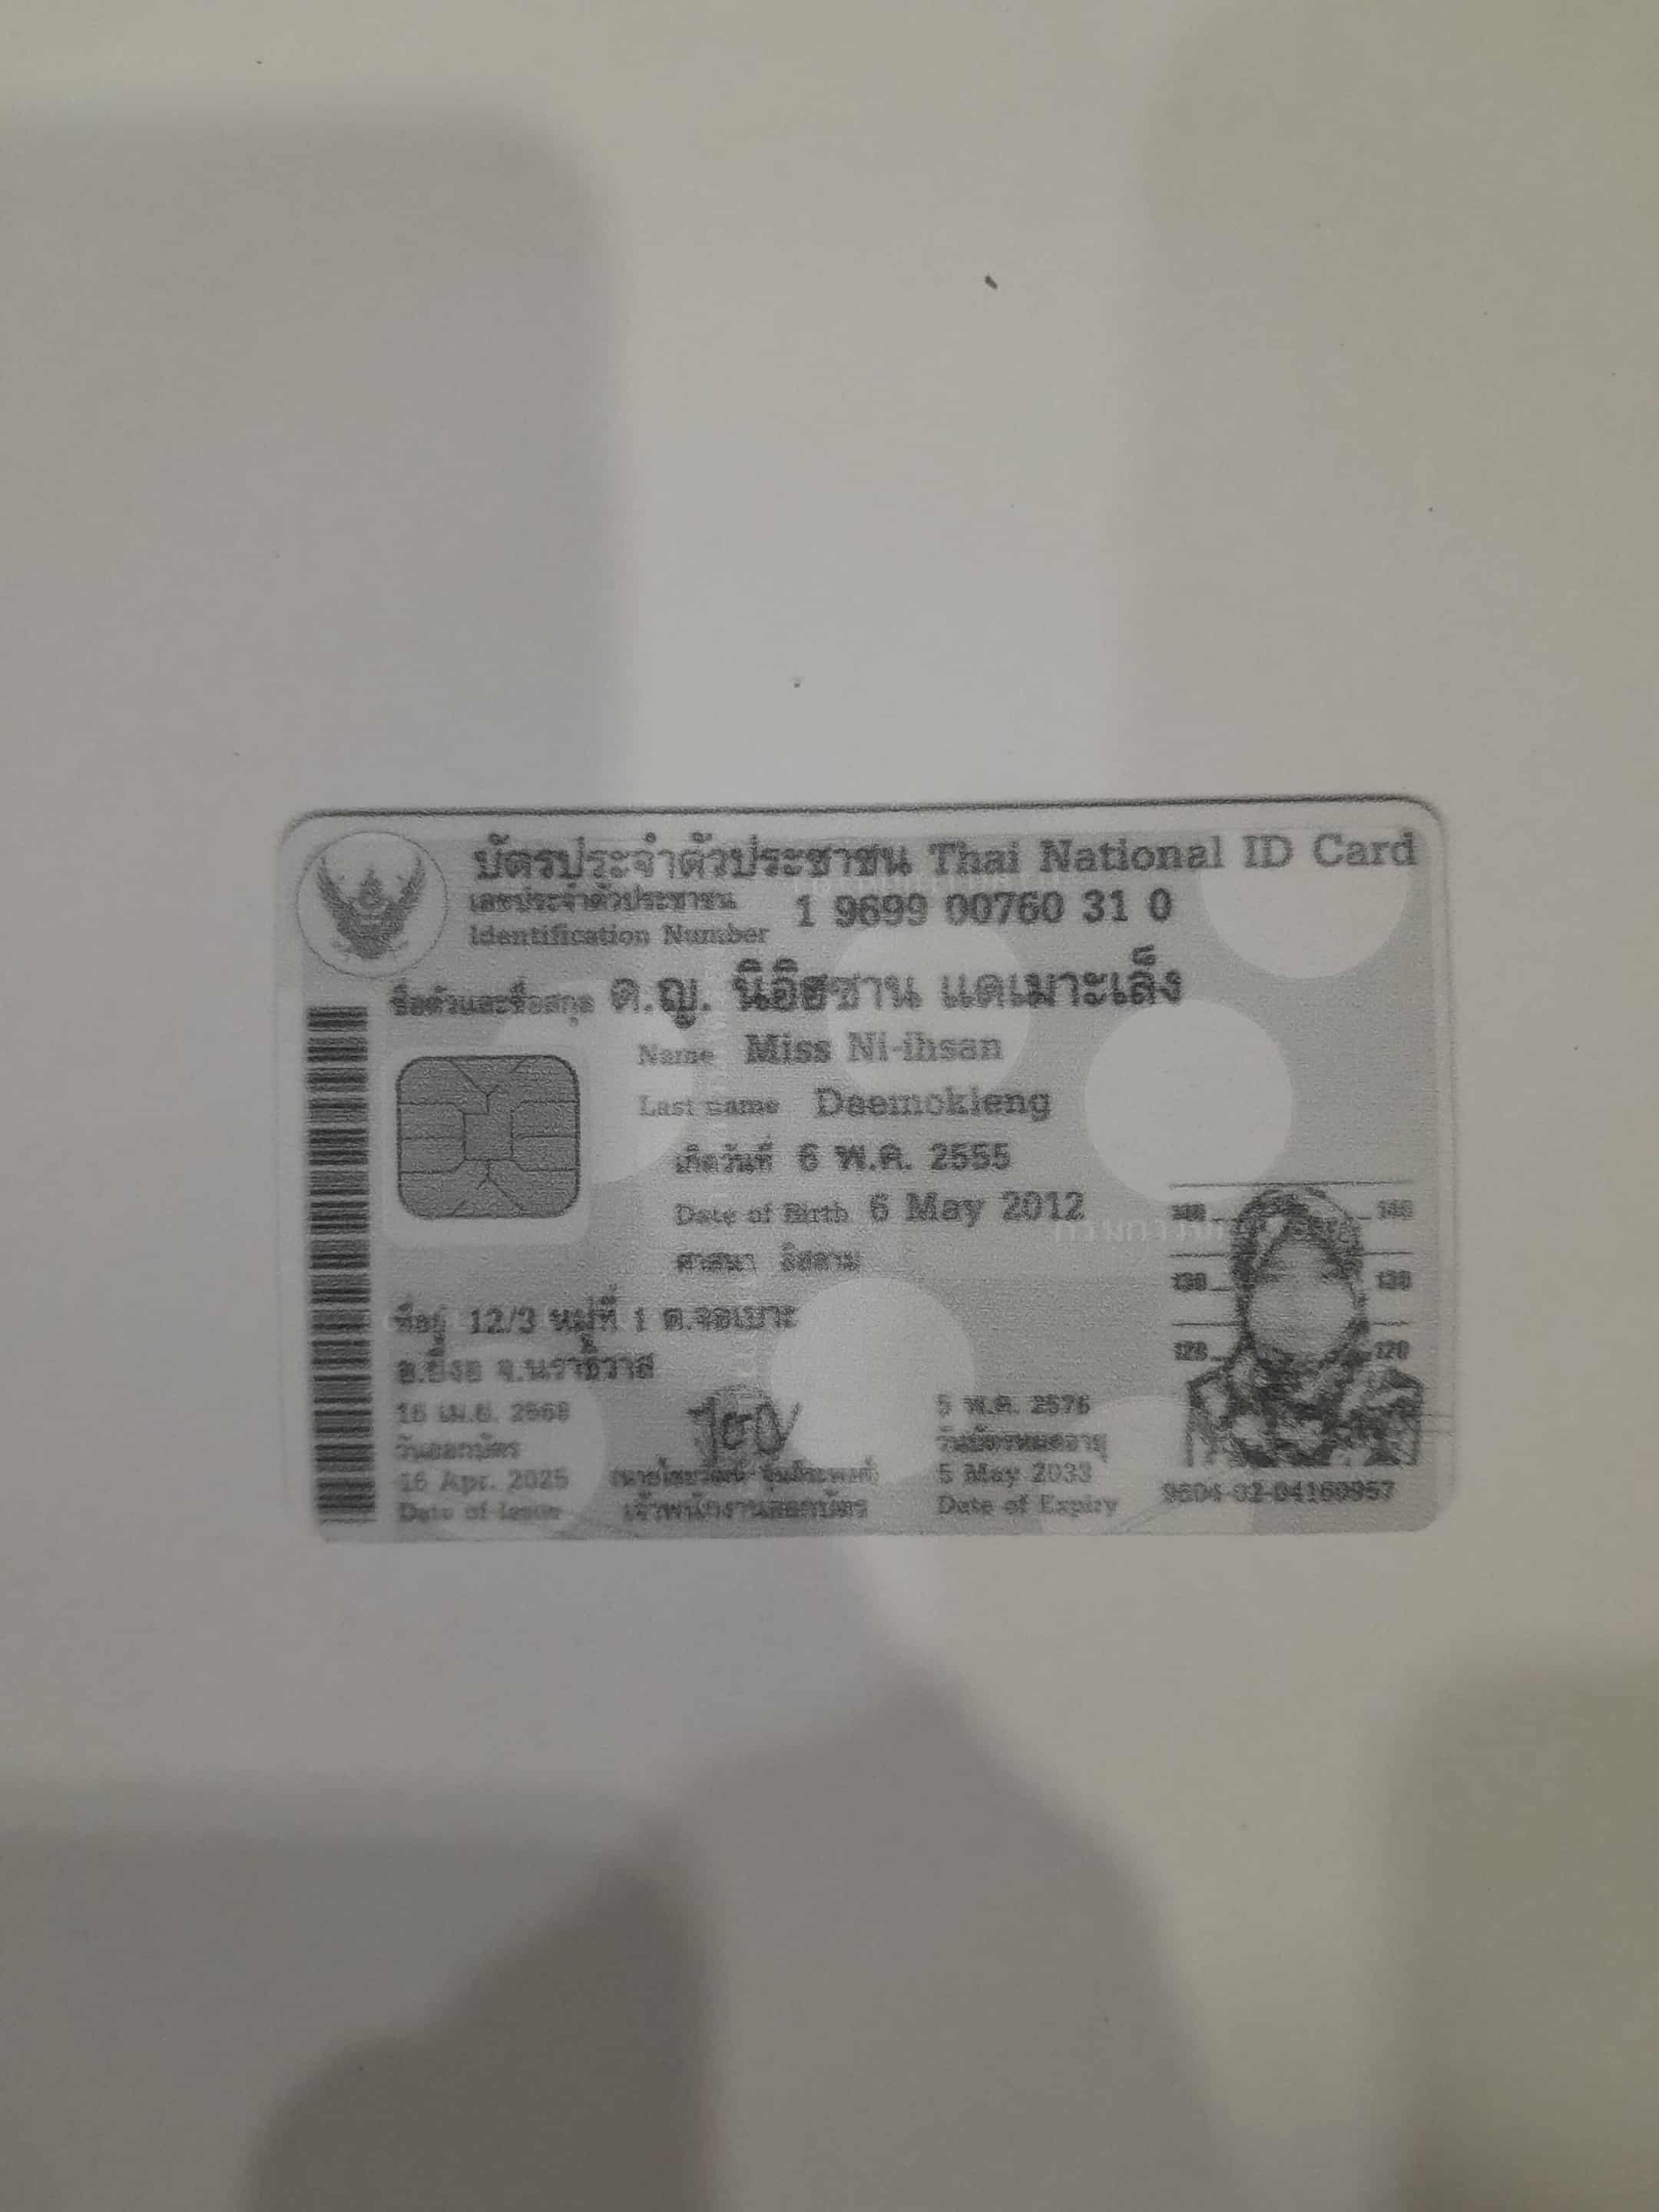 บัตรประจำตัวประชาชน Thai National ID Card
เลขประจำตัวประชาชน 1 9699 00760 31 0
Identification Number
ชื่อตัวและชื่อสกุล ด.ญ. นิอิฮซาน แดเมาะเล็ง
Name Miss Ni-ihsan
Last name Daemokleng
เกิดวันที่ 6 พ.ค. 2555
Date of Birth 6 May 2012
ศาสนา อิสลาม
ที่อยู่ 12/3 หมู่ที่ 1 ต.จอเบาะ
อ.ยี่งอ จ.นราธิวาส
16 เม.ย. 2568
วันออกบัตร
16 Apr. 2025
Date of Issue
เจ้าพนักงานออกบัตร
5 พ.ค. 2576
วันบัตรหมดอายุ
5 May 2033
Date of Expiry
140 140
130 130
120 120
9604-02-04160957